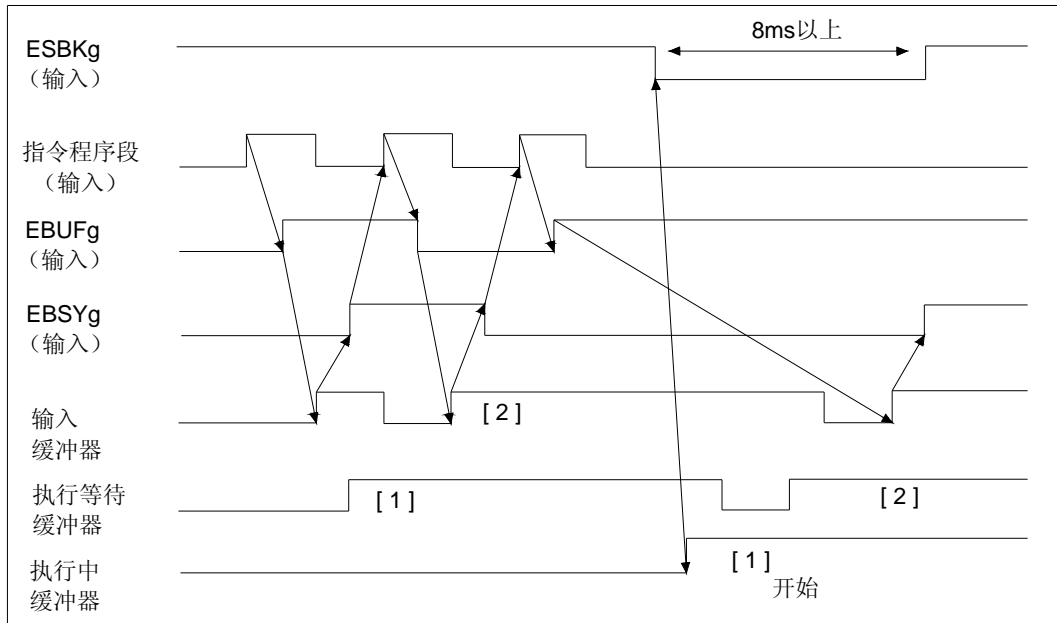 ESBKg
（输入）
8ms以上
指令程序段
（输入）
EBUFg
（输入）
EBSYg
（输入）
输入
缓冲器
[ 2 ]
执行等待
缓冲器
[ 1 ]
[ 2 ]
执行中
缓冲器
[ 1 ]
开始